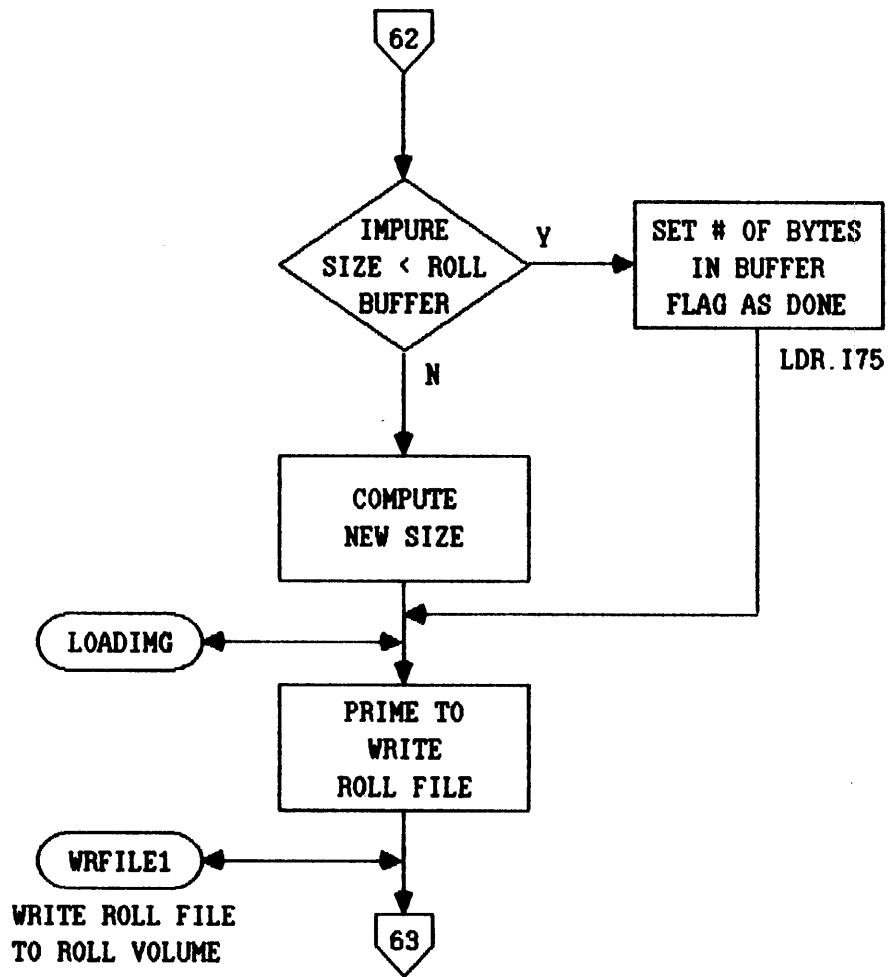 62
IMPURE
SIZE < ROLL
BUFFER
Y
SET # OF BYTES
IN BUFFER
FLAG AS DONE
LDR.I75
N
COMPUTE
NEW SIZE
LOADIMG
PRIME TO
WRITE
ROLL FILE
WRFILE1
WRITE ROLL FILE
TO ROLL VOLUME
63